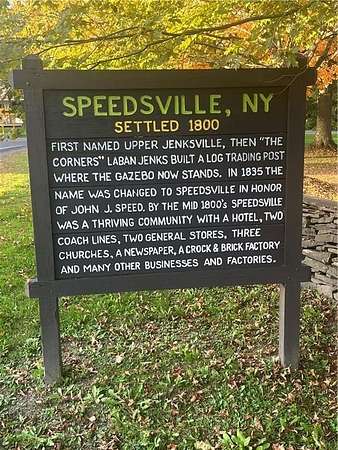 SPEEDSVILLE, NY
SETTLED 1800
FIRST NAMED UPPER JENKSVILLE, THEN "THE
CORNERS" LABAN JENKS BUILT A LOG TRADING POST
WHERE THE GAZEBO NOW STANDS. IN 1835 THE
NAME WAS CHANGED TO SPEEDSVILLE IN HONOR
OF JOHN J. SPEED. BY THE MID 1800's SPEEDSVILLE
WAS A THRIVING COMMUNITY WITH A HOTEL, TWO
COACH LINES, TWO GENERAL STORES, THREE
CHURCHES, A NEWSPAPER, A CROCK & BRICK FACTORY
AND MANY OTHER BUSINESSES AND FACTORIES.